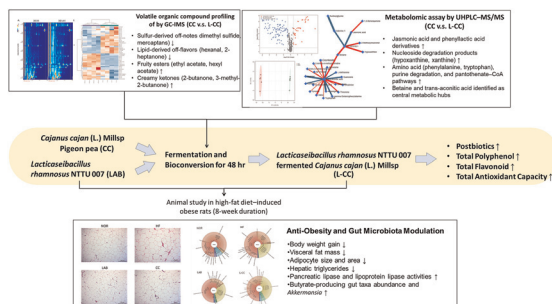 Volatile organic compound profiling
of by GC-IMS (CC v.s. L-CC)
• Sulfur-derived off-notes dimethyl sulfide,
mercaptans) ↓
• Lipid-derived off-flavors (hexanal, 2-
heptanone) ↓
• Fruity esters (ethyl acetate, hexyl
acetate) ↑
• Creamy ketones (2-butanone, 3-methyl-
2-butanone) ↑
Metabolomic assay by UHPLC–MS/MS
(CC v.s. L-CC)
• Jasmonic acid and phenyllactic acid
derivatives ↑
• Nucleoside degradation products
(hypoxanthine, xanthine) ↑
• Amino acid (phenylalanine, tryptophan),
purine degradation, and pantothenate–CoA
pathways ↑
• Betaine and trans-aconitic acid identified as
central metabolic hubs
Cajanus cajan (L.) Millsp
Pigeon pea (CC)
Lacticaseibacillus
rhamnosus NTTU 007 (LAB)
Fermentation and
Bioconversion for 48 hr
Lacticaseibacillus rhamnosus NTTU 007
fermented Cajanus cajan (L.) Millsp
(L-CC)
• Postbiotics ↑
• Total Polyphenol ↑
• Total Flavonoid ↑
• Total Antioxidant Capacity ↑
Animal study in high-fat diet–induced
obese rats (8-week duration)
HF
LAB
CC
Anti-Obesity and Gut Microbiota Modulation
•Body weight gain ↓
•Visceral fat mass ↓
•Adipocyte size and area ↓
•Hepatic triglycerides ↓
•Pancreatic lipase and lipoprotein lipase activities ↑
•Butyrate-producing gut taxa abundance and
Akkermansia ↑